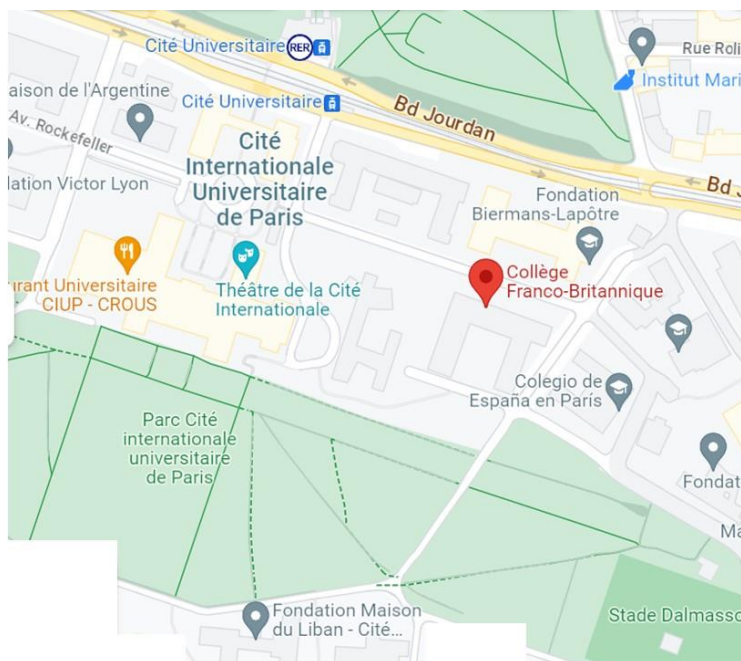 Cité Universitaire RER
Cité Universitaire
Rue Roli
Institut Mari
aison de l'Argentine
Bd Jourdan
Av. Rockefeller
Cité
Internationale
Universitaire
de Paris
lation Victor Lyon
Bd J
Fondation
Biermans-Lapôtre
Collège
Franco-Britannique
urant Universitaire
CIUP - CROUS
Théâtre de la Cité
Internationale
Colegio de
España en París
Parc Cité
internationale
universitaire
de Paris
Fondat
Ma
Fondation Maison
du Liban - Cité...
Stade Dalmasso